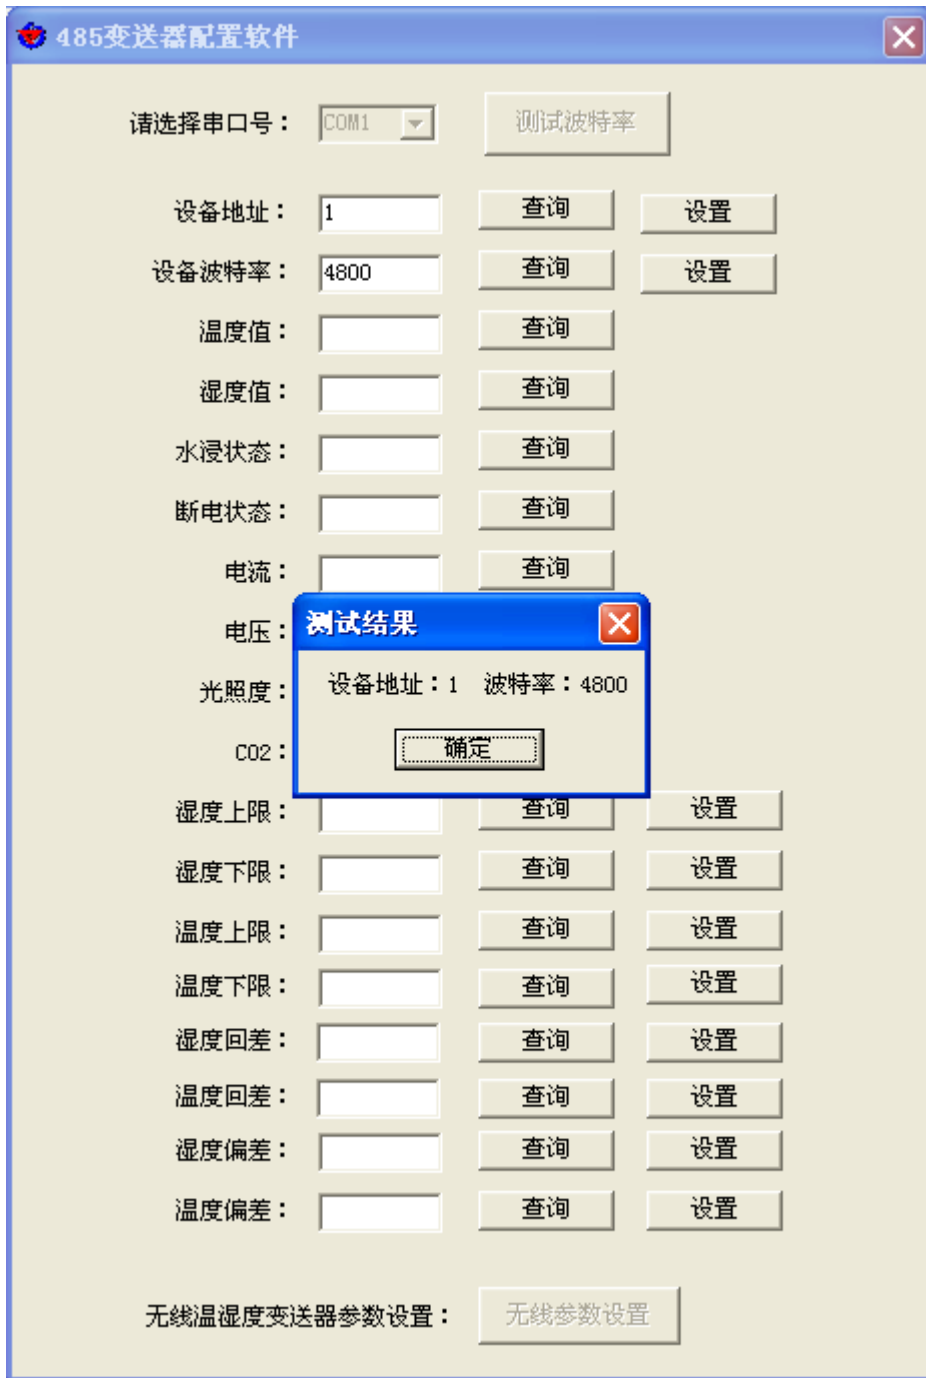 485变送器配置软件
请选择串口号： COM1 测试波特率
设备地址： 1 查询 设置
设备波特率： 4800 查询 设置
温度值： 查询
湿度值： 查询
水浸状态： 查询
断电状态： 查询
电流： 查询
电压：
测试结果
光照度：
设备地址：1 波特率：4800
CO2：
确定
湿度上限： 查询 设置
湿度下限： 查询 设置
温度上限： 查询 设置
温度下限： 查询 设置
湿度回差： 查询 设置
温度回差： 查询 设置
湿度偏差： 查询 设置
温度偏差： 查询 设置
无线温湿度变送器参数设置： 无线参数设置